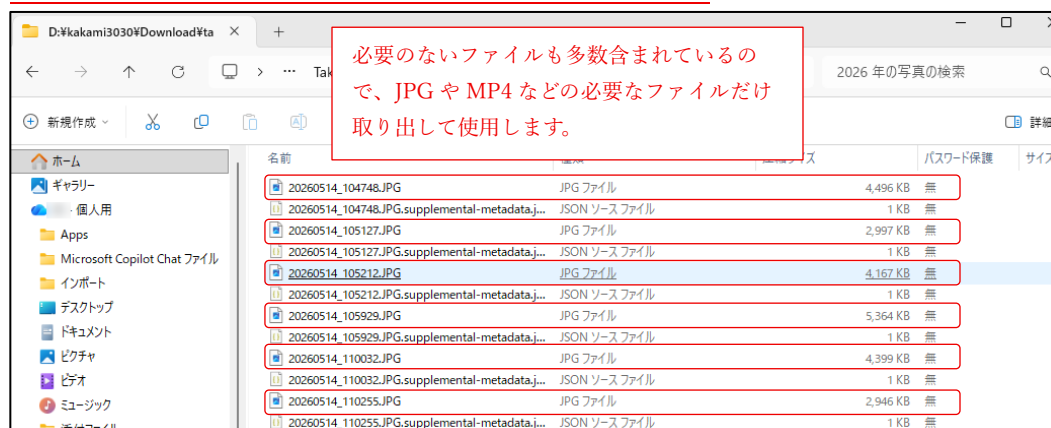 D:¥kakami3030¥Download¥ta
必要のないファイルも多数含まれているの
で、JPG や MP4 などの必要なファイルだけ
取り出して使用します。
Tak
2026 年の写真の検索
新規作成
詳細
名前
パスワード保護 サイズ
ホーム
20260514_104748.JPG JPG ファイル 4,496 KB 無
ギャラリー
20260514_104748.JPG.supplemental-metadata.j... JSON ソース ファイル 1 KB 無
個人用
20260514_105127.JPG JPG ファイル 2,997 KB 無
Apps
20260514_105127.JPG.supplemental-metadata.j... JSON ソース ファイル 1 KB 無
Microsoft Copilot Chat ファイル
20260514_105212.JPG JPG ファイル 4,167 KB 無
インポート
20260514_105212.JPG.supplemental-metadata.j... JSON ソース ファイル 1 KB 無
デスクトップ
20260514_105929.JPG JPG ファイル 5,364 KB 無
ドキュメント
20260514_105929.JPG.supplemental-metadata.j... JSON ソース ファイル 1 KB 無
ピクチャ
20260514_110032.JPG JPG ファイル 4,399 KB 無
ビデオ
20260514_110032.JPG.supplemental-metadata.j... JSON ソース ファイル 1 KB 無
ミュージック
20260514_110255.JPG JPG ファイル 2,946 KB 無
20260514_110255.JPG.supplemental-metadata.j... JSON ソース ファイル 1 KB 無